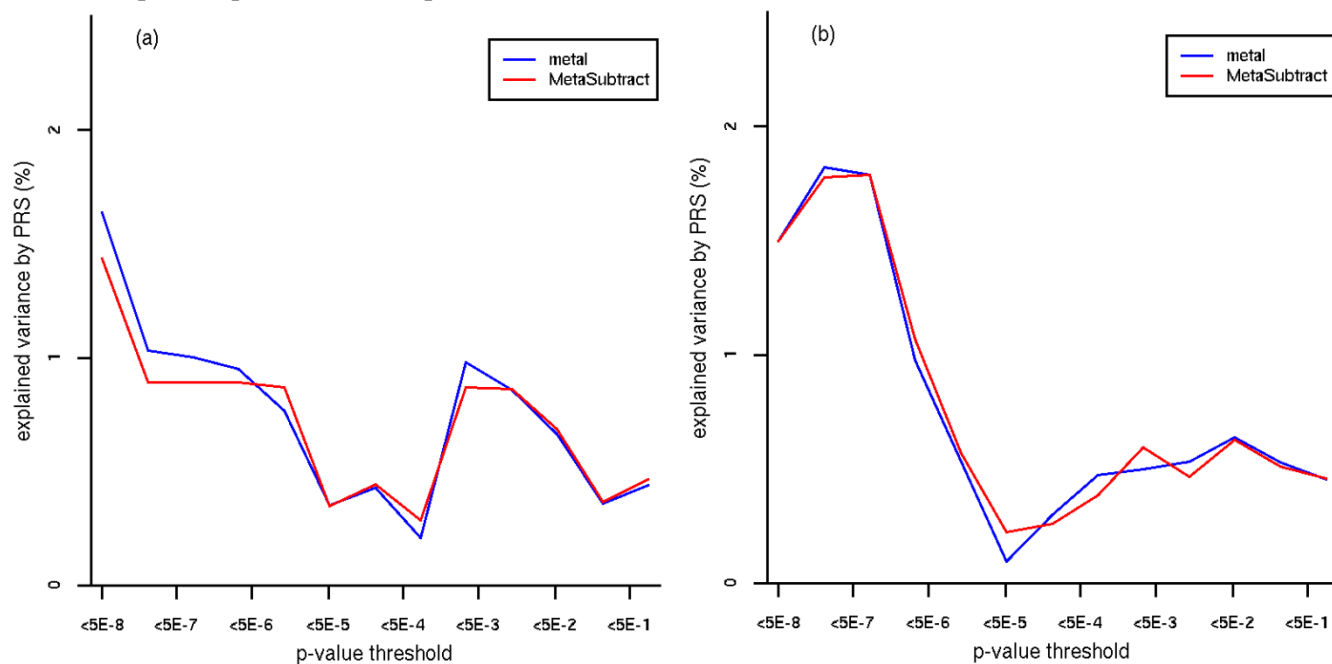 (a)
metal
MetaSubtract
2
1
0
explained variance by PRS (%)
<5E-8 <5E-7 <5E-6 <5E-5 <5E-4 <5E-3 <5E-2 <5E-1
p-value threshold
(b)
metal
MetaSubtract
2
1
0
explained variance by PRS (%)
<5E-8 <5E-7 <5E-6 <5E-5 <5E-4 <5E-3 <5E-2 <5E-1
p-value threshold